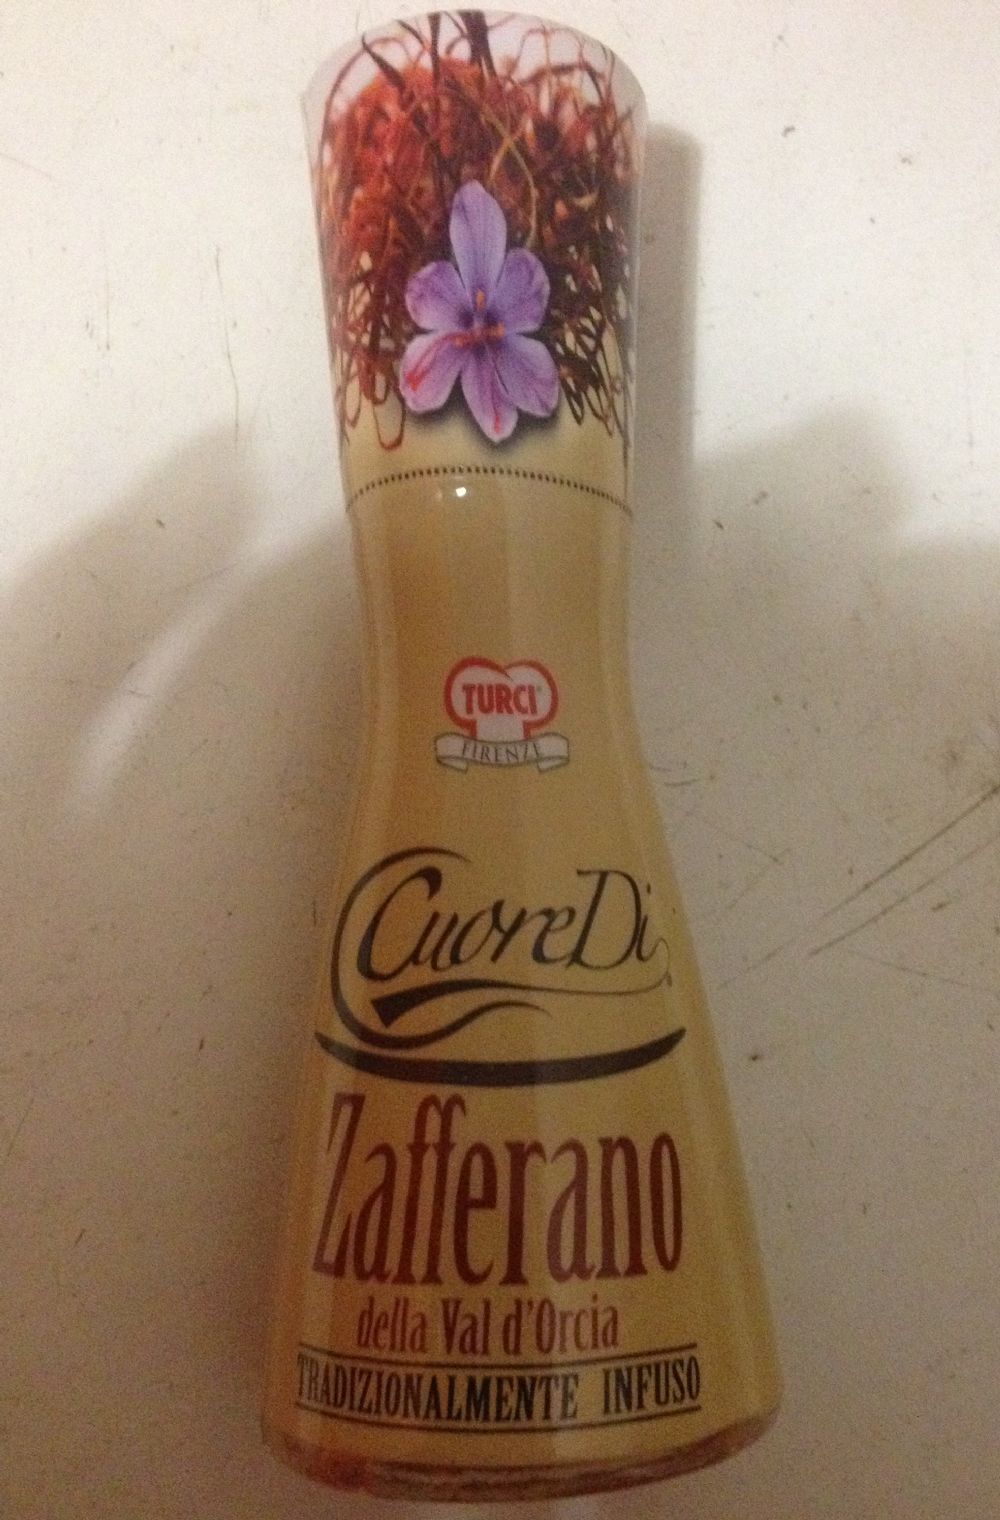 TURCI®
FIRENZE
CuoreDi
Zafferano
della Val d'Orcia
TRADIZIONALMENTE INFUSO